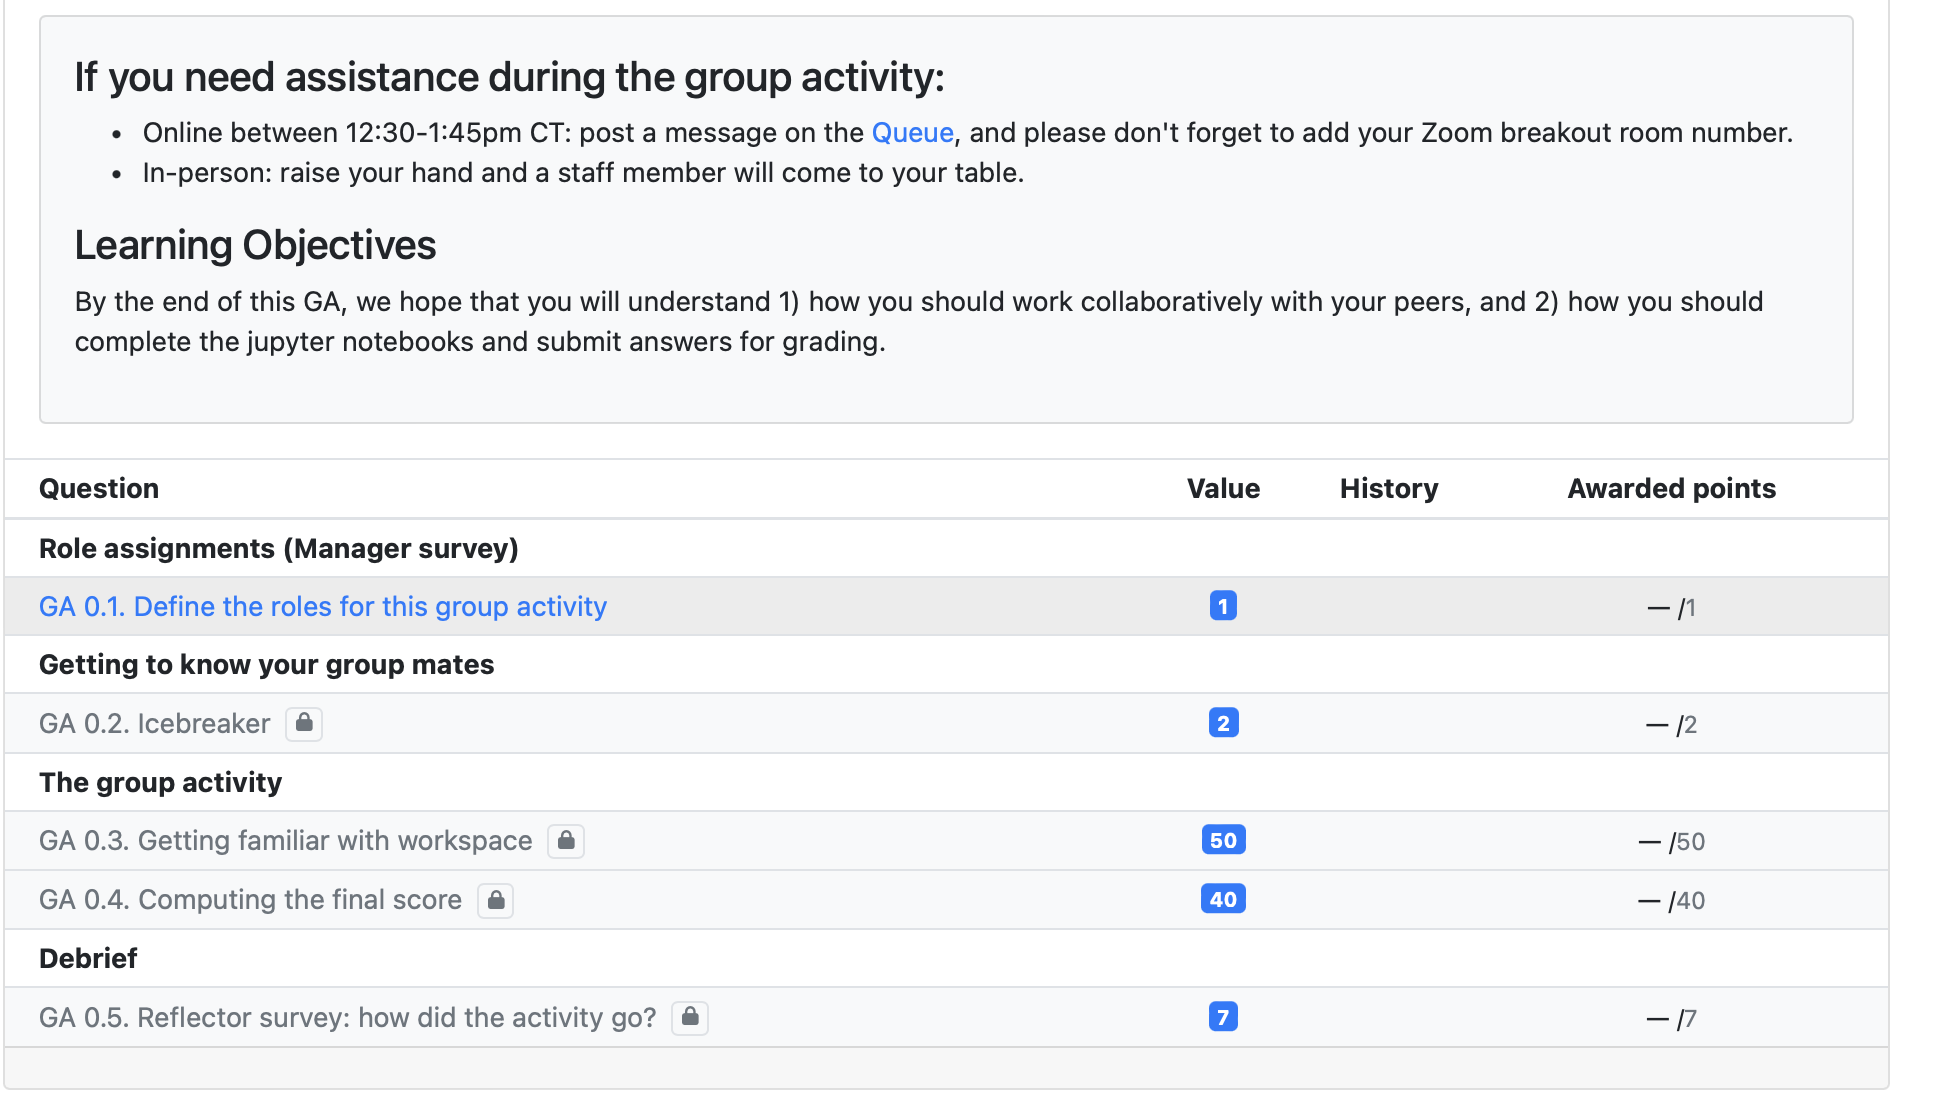 If you need assistance during the group activity:
• Online between 12:30-1:45pm CT: post a message on the Queue, and please don't forget to add your Zoom breakout room number.
• In-person: raise your hand and a staff member will come to your table.
Learning Objectives
By the end of this GA, we hope that you will understand 1) how you should work collaboratively with your peers, and 2) how you should
complete the jupyter notebooks and submit answers for grading.
Question Value History Awarded points
Role assignments (Manager survey)
GA 0.1. Define the roles for this group activity 1 — /1
Getting to know your group mates
GA 0.2. Icebreaker 2 — /2
The group activity
GA 0.3. Getting familiar with workspace 50 — /50
GA 0.4. Computing the final score 40 — /40
Debrief
GA 0.5. Reflector survey: how did the activity go? 7 — /7